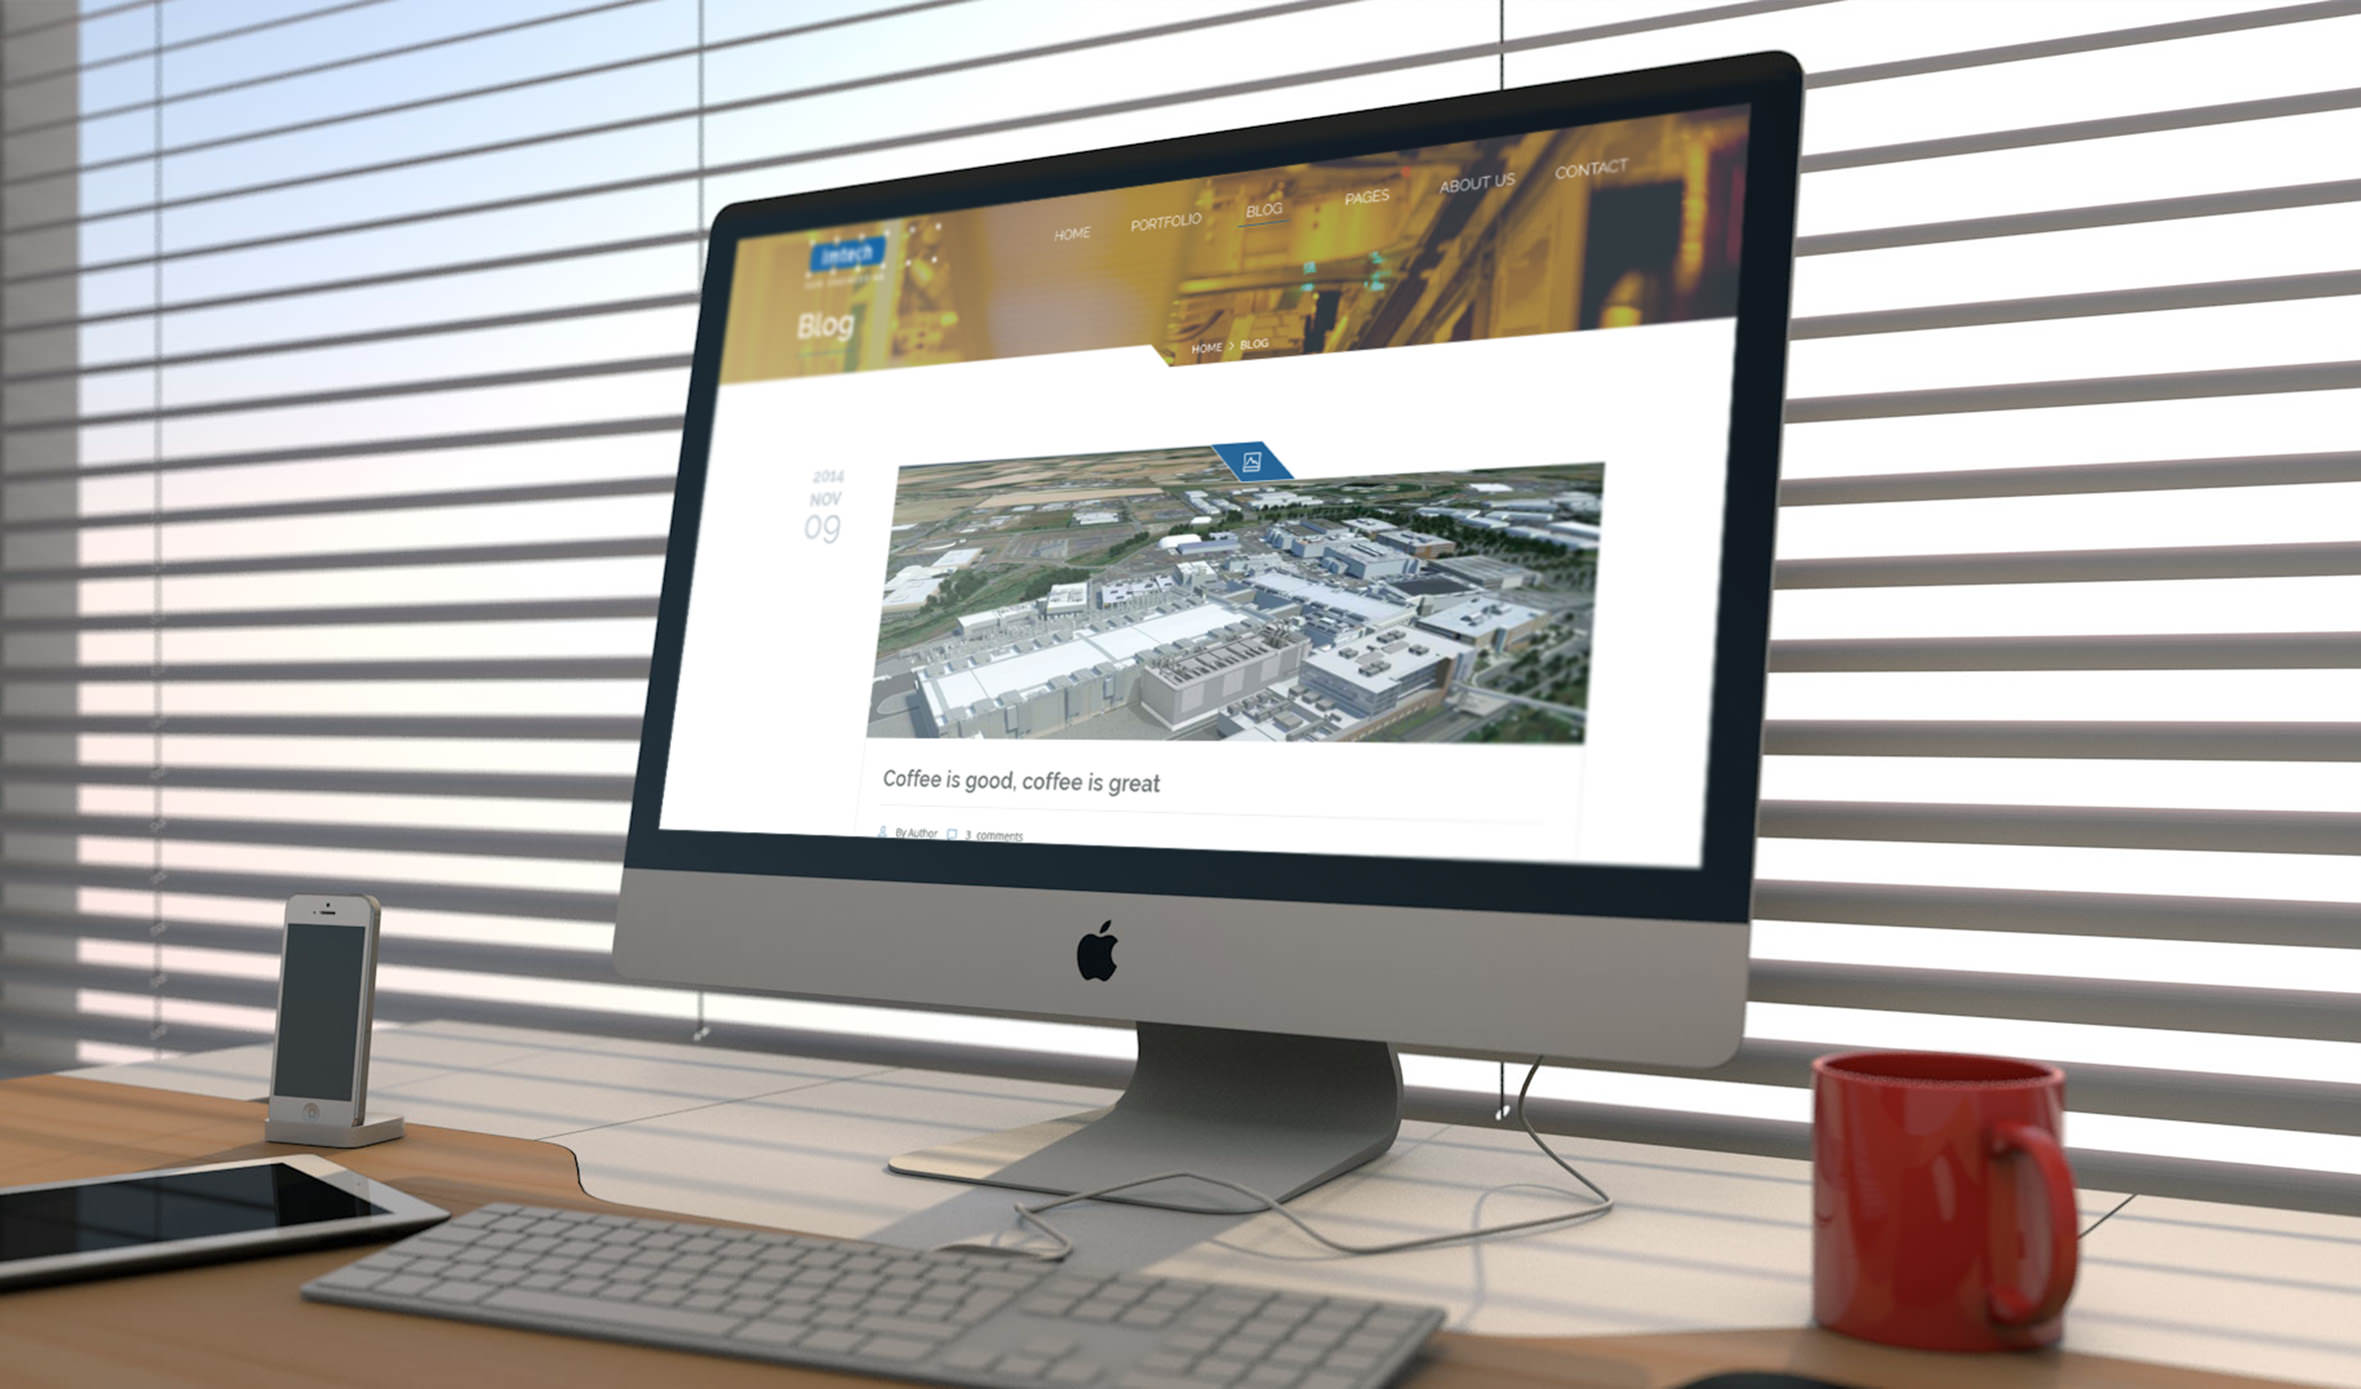 imtech
HOME
PORTFOLIO
BLOG
PAGES
ABOUT US
CONTACT
Blog
HOME > BLOG
2014
NOV
09
Coffee is good, coffee is great
By Author
3 comments